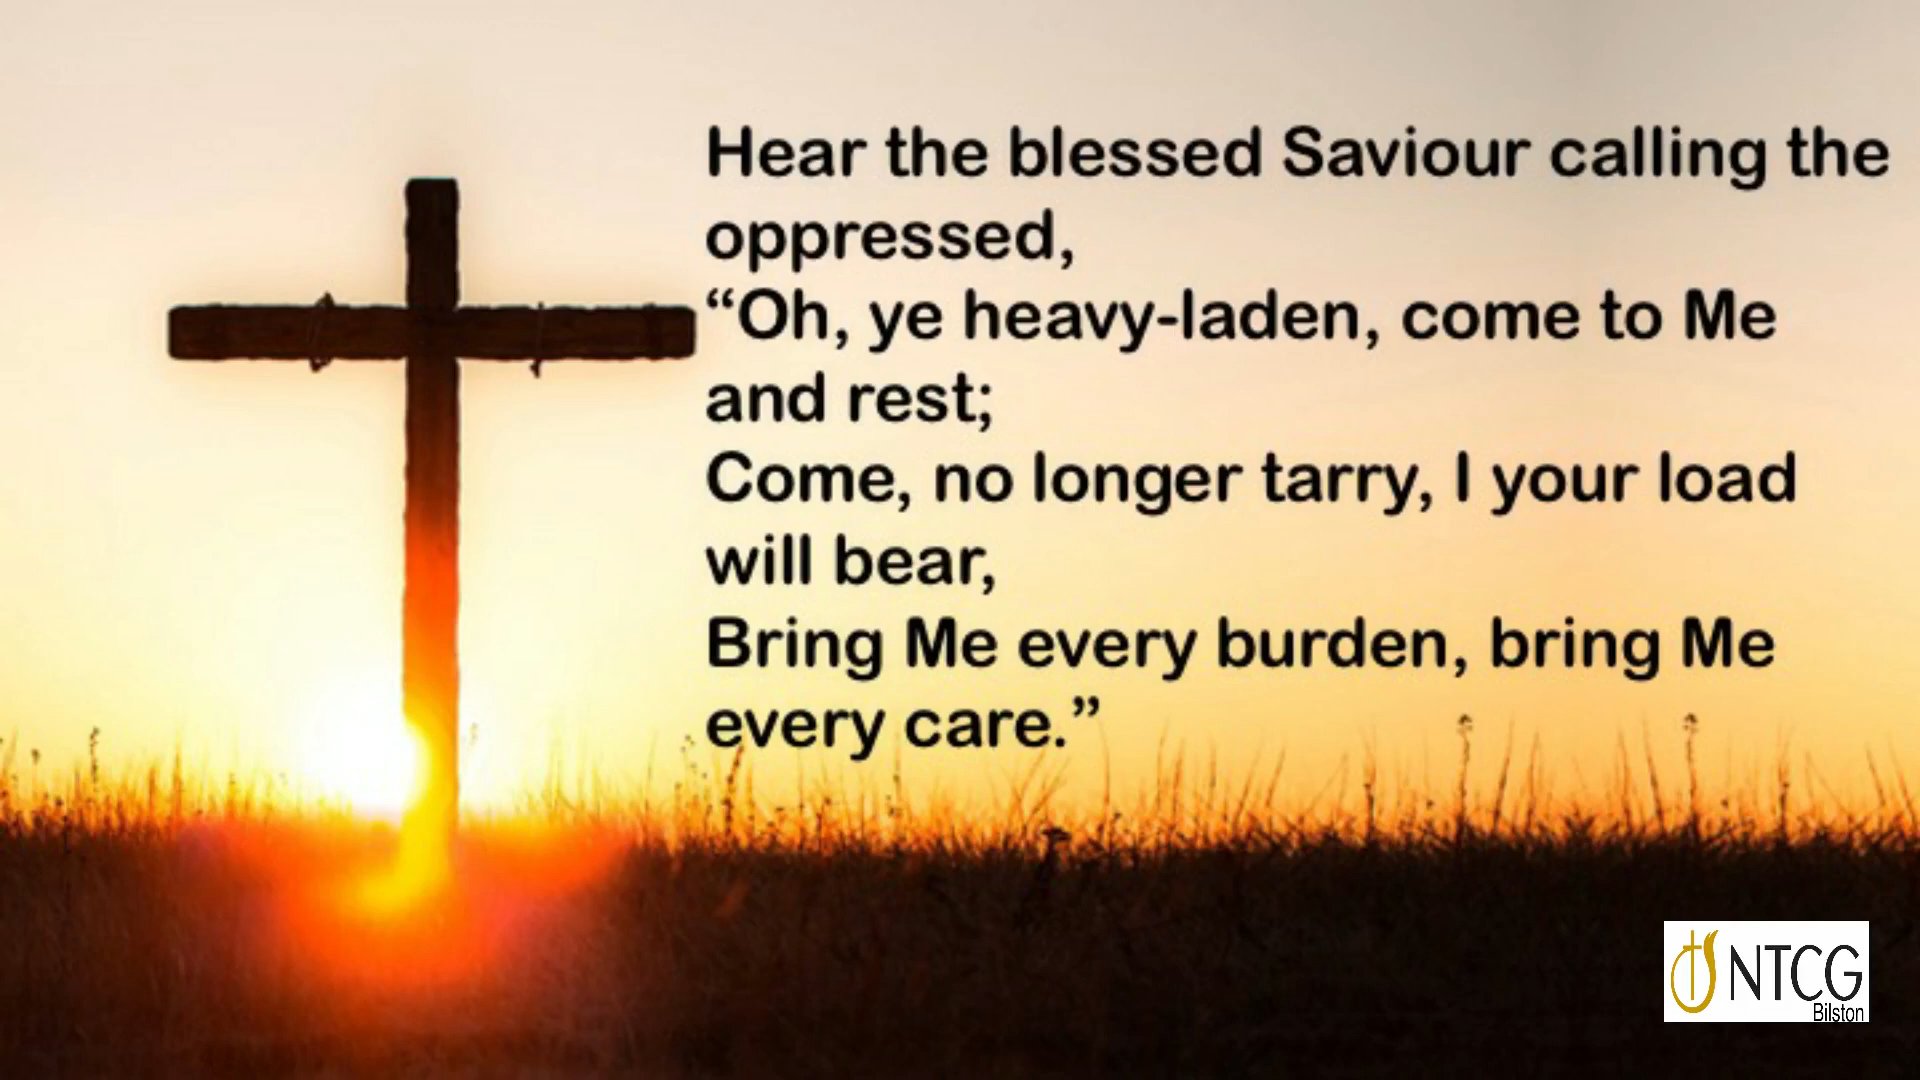 Hear the blessed Saviour calling the
oppressed,
“Oh, ye heavy-laden, come to Me
and rest;
Come, no longer tarry, I your load
will bear,
Bring Me every burden, bring Me
every care.”
NTCG
Bilston